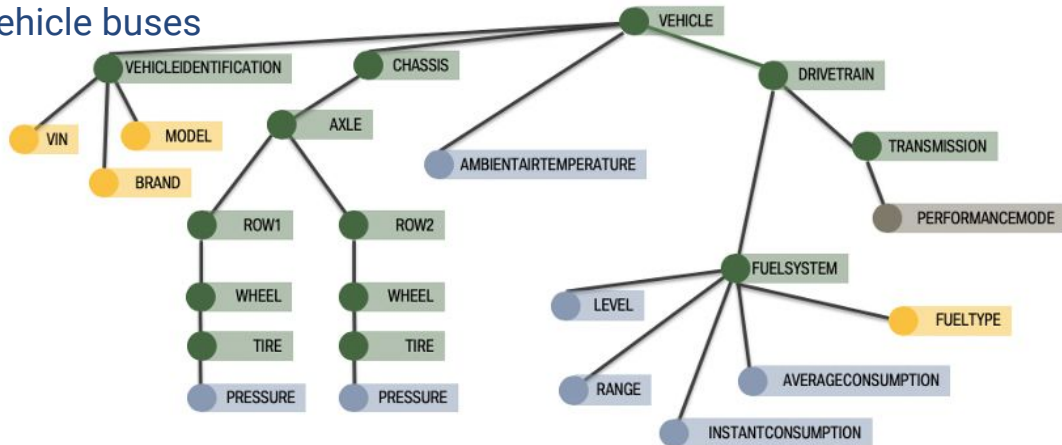 ehicle buses
VEHICLE
VEHICLEIDENTIFICATION
CHASSIS
DRIVETRAIN
VIN
MODEL
AXLE
AMBIENTAIRTEMPERATURE
TRANSMISSION
BRAND
ROW1
ROW2
PERFORMANCEMODE
FUELSYSTEM
WHEEL
WHEEL
LEVEL
FUELTYPE
TIRE
TIRE
PRESSURE
PRESSURE
RANGE
AVERAGECONSUMPTION
INSTANTCONSUMPTION